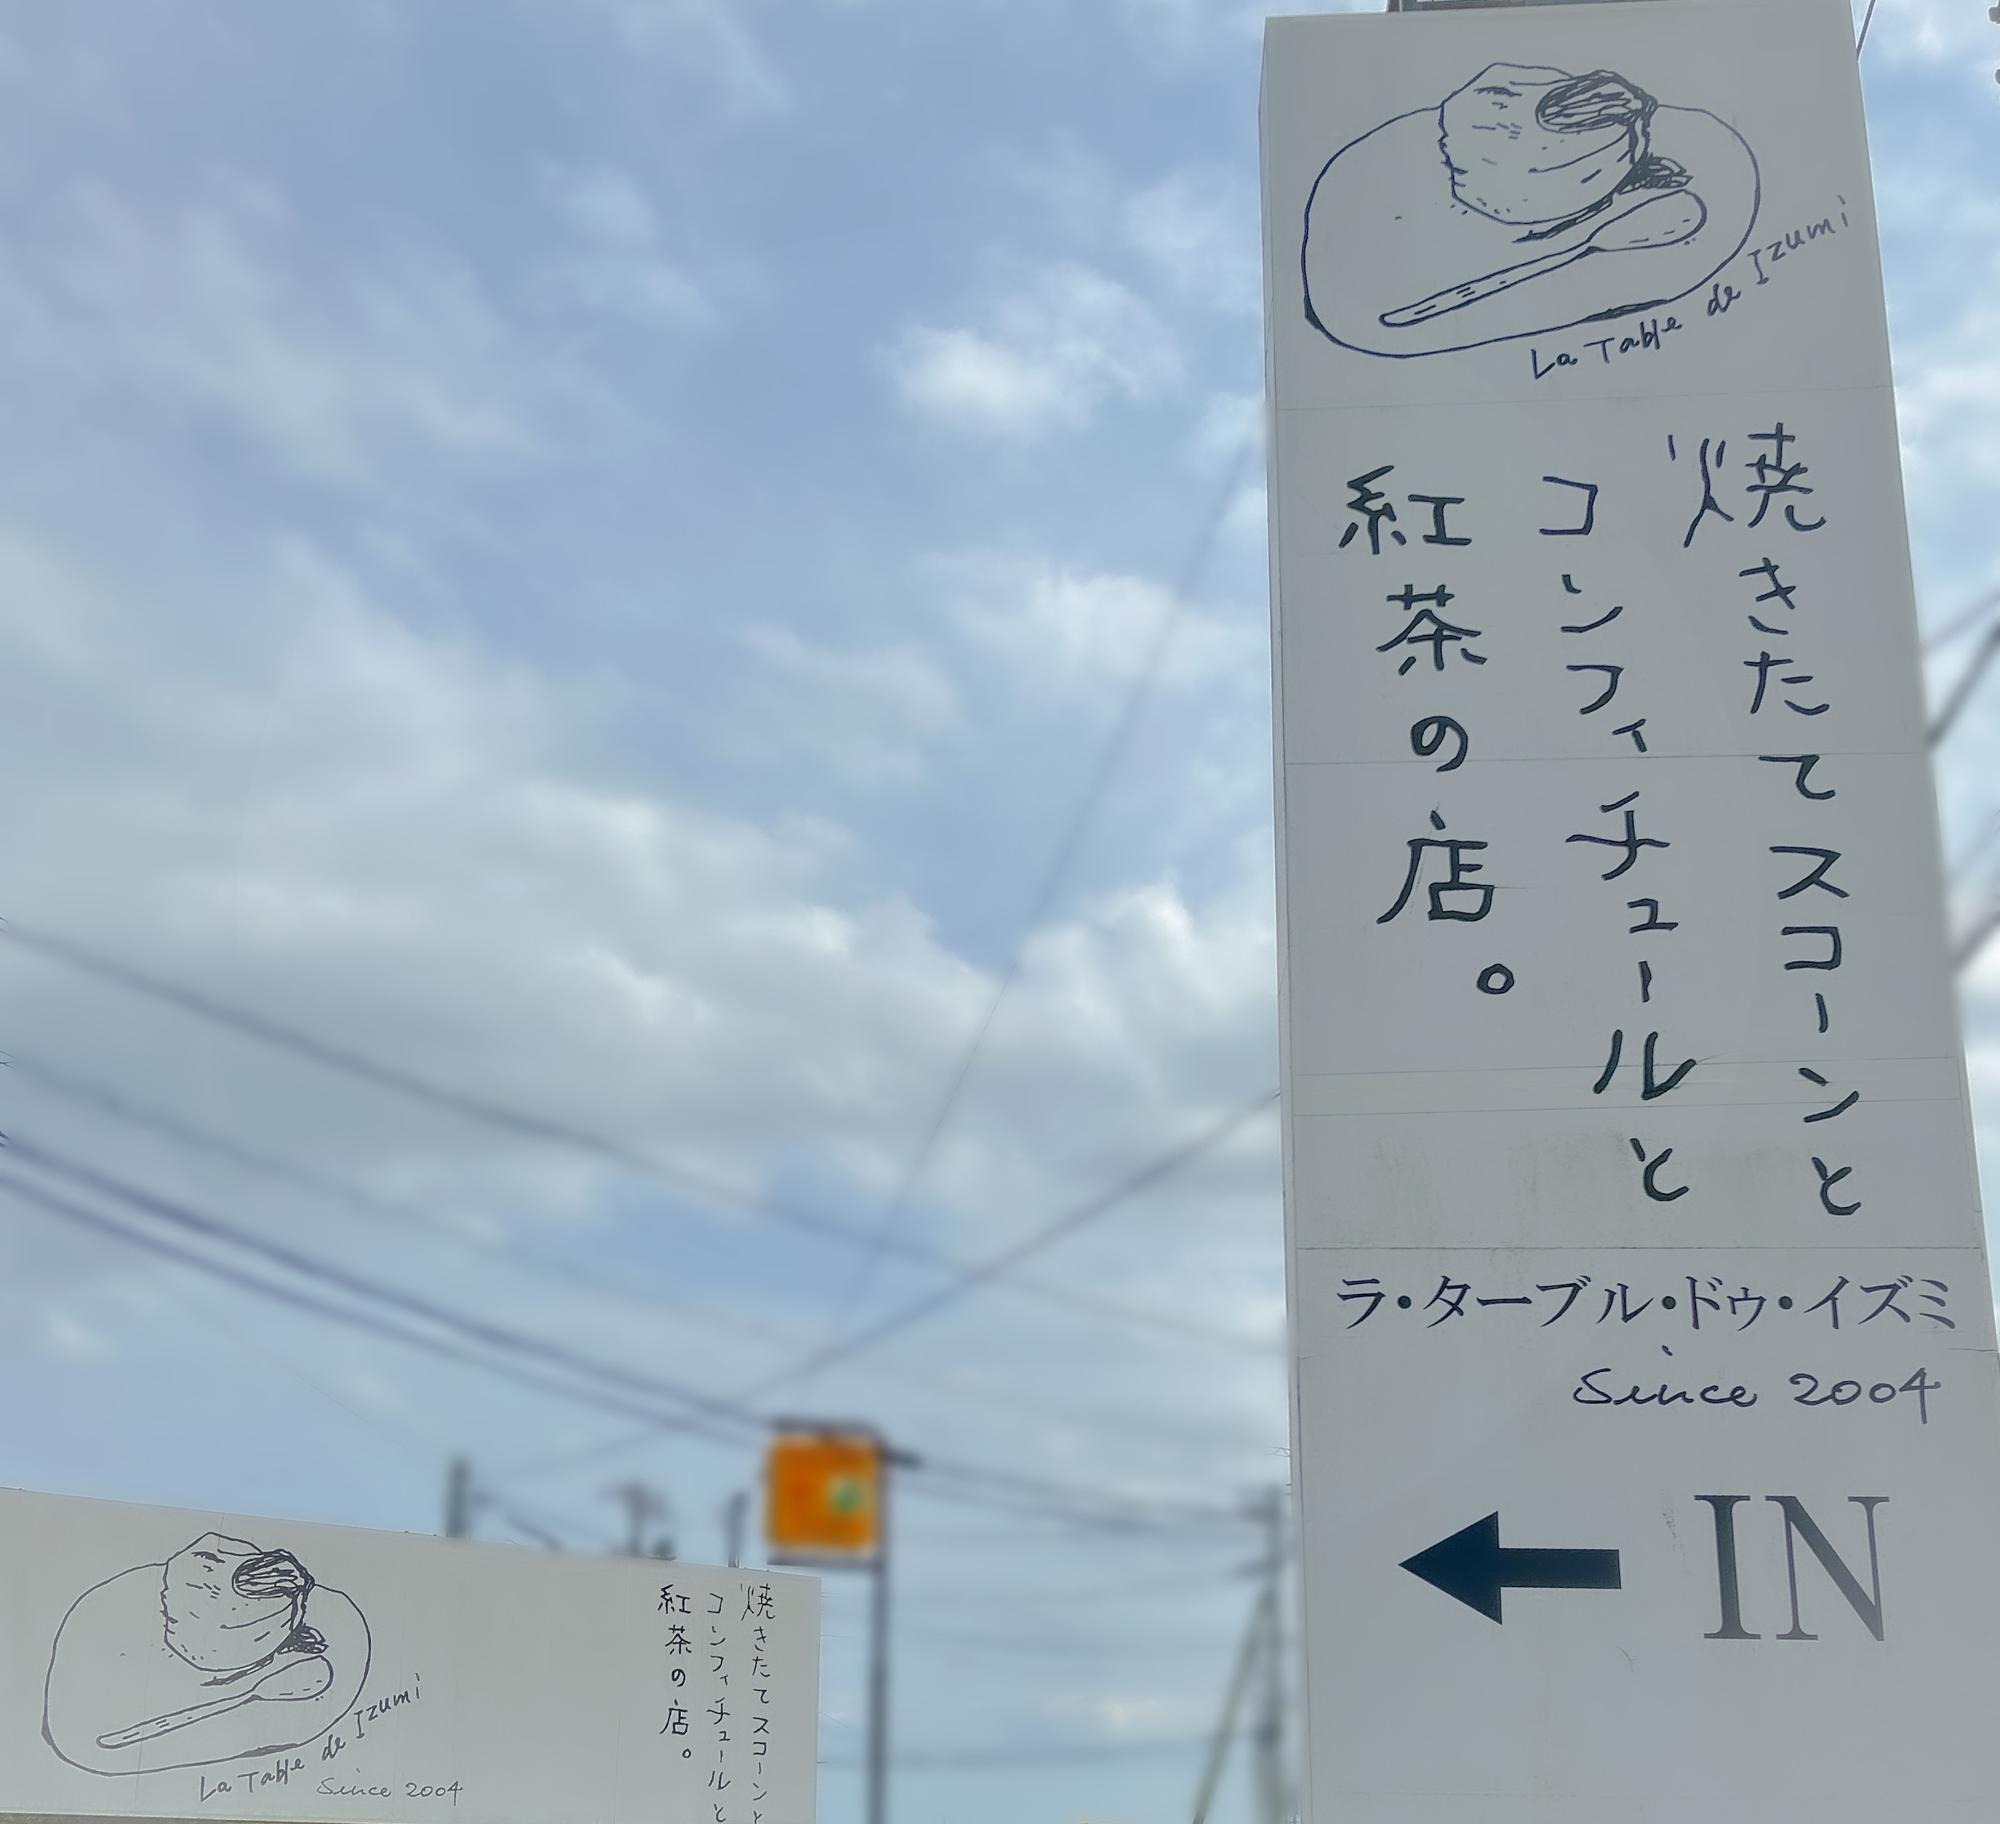 La Table de Izumi
焼きたてスコーンと
コンフィチュールと
紅茶の店。
ラ・ターブル・ドゥ・イズミ
Since 2004
IN
La Table de Izumi
Since 2004
焼きたてスコーンと
コンフィチュールと
紅茶の店。